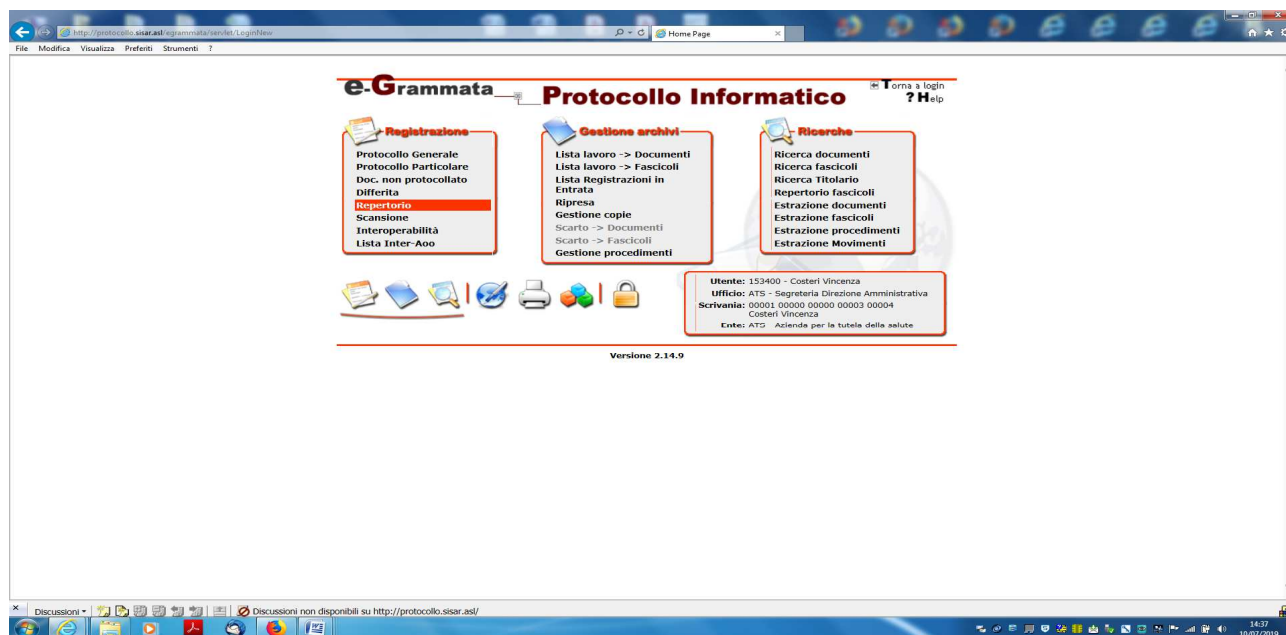 http://protocollo.sisar.asl/egrammata/servlet/LoginNew
Home Page
File Modifica Visualizza Preferiti Strumenti ?
e-Grammata
Protocollo Informatico
Torna a login
? Help
Registrazione
Protocollo Generale
Protocollo Particolare
Doc. non protocollato
Differita
Repertorio
Scansione
Interoperabilità
Lista Inter-Aoo
Gestione archivi
Lista lavoro -> Documenti
Lista lavoro -> Fascicoli
Lista Registrazioni in
Entrata
Ripresa
Gestione copie
Scarto -> Documenti
Scarto -> Fascicoli
Gestione procedimenti
Ricerche
Ricerca documenti
Ricerca fascicoli
Ricerca Titolario
Repertorio fascicoli
Estrazione documenti
Estrazione fascicoli
Estrazione procedimenti
Estrazione Movimenti
Utente: 153400 - Costeri Vincenza
Ufficio: ATS - Segreteria Direzione Amministrativa
Scrivania: 00001 00000 00000 00003 00004
Costeri Vincenza
Ente: ATS Azienda per la tutela della salute
Versione 2.14.9
Discussioni
Discussioni non disponibili su http://protocollo.sisar.asl/
14:37
10/07/2019